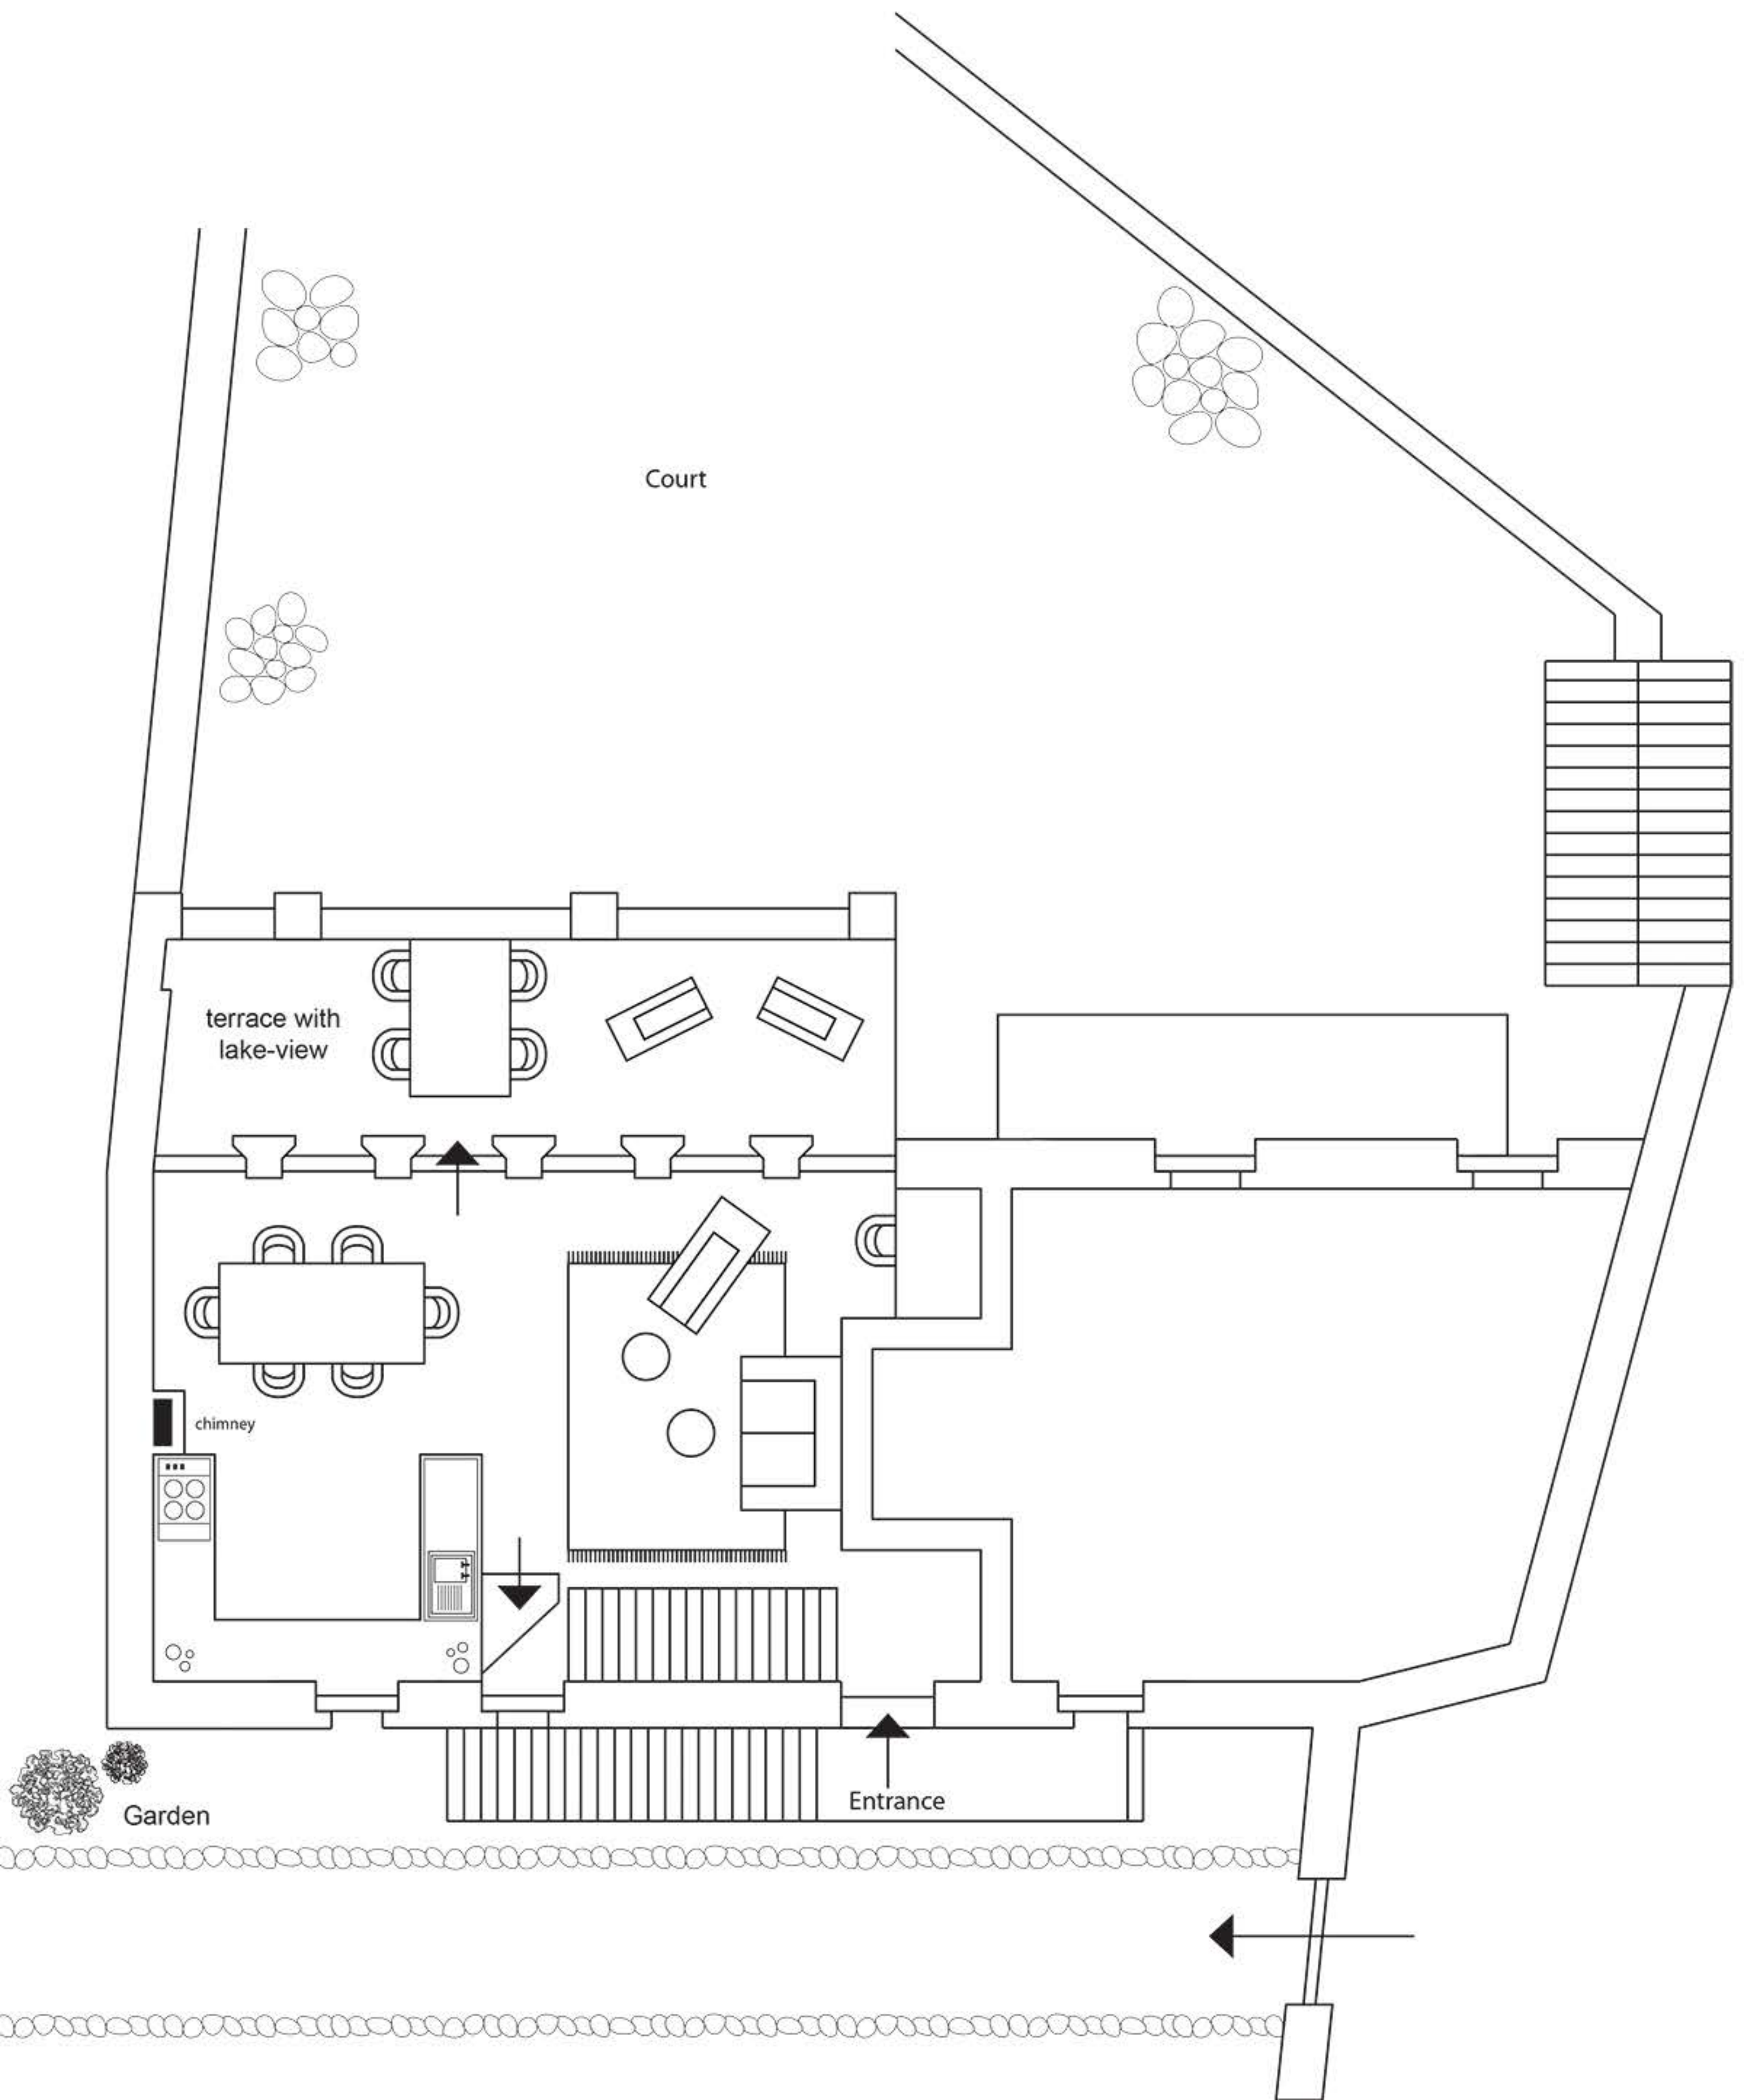 Court
terrace with
lake-view
chimney
Entrance
Garden